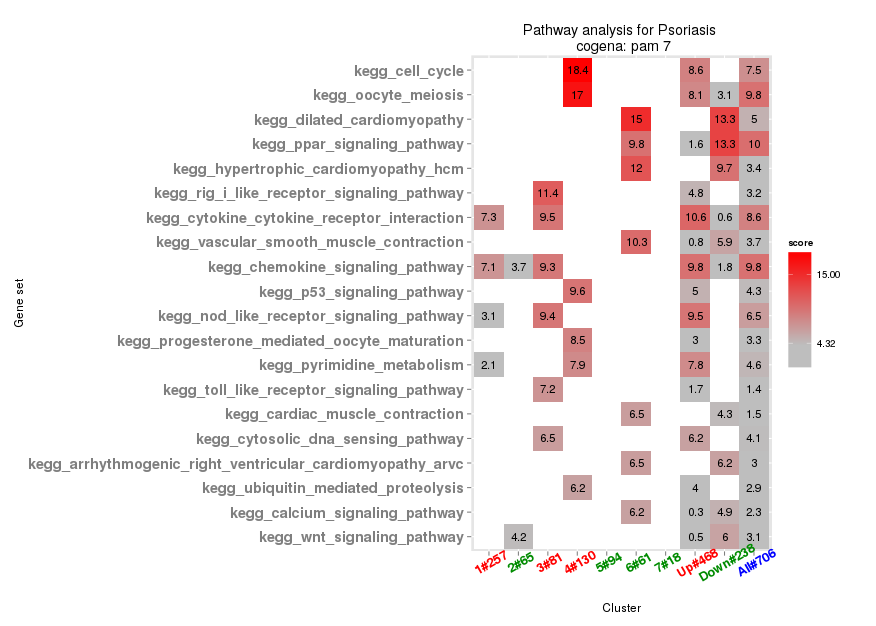 Pathway analysis for Psoriasis
cogena: pam 7
kegg_cell_cycle 18.4 8.6 7.5
kegg_oocyte_meiosis 17 8.1 3.1 9.8
kegg_dilated_cardiomyopathy 15 13.3 5
kegg_ppar_signaling_pathway 9.8 1.6 13.3 10
kegg_hypertrophic_cardiomyopathy_hcm 12 9.7 3.4
kegg_rig_i_like_receptor_signaling_pathway 11.4 4.8 3.2
kegg_cytokine_cytokine_receptor_interaction 7.3 9.5 10.6 0.6 8.6
kegg_vascular_smooth_muscle_contraction 10.3 0.8 5.9 3.7
kegg_chemokine_signaling_pathway 7.1 3.7 9.3 9.8 1.8 9.8
kegg_p53_signaling_pathway 9.6 5 4.3
kegg_nod_like_receptor_signaling_pathway 3.1 9.4 9.5 6.5
kegg_progesterone_mediated_oocyte_maturation 8.5 3 3.3
kegg_pyrimidine_metabolism 2.1 7.9 7.8 4.6
kegg_toll_like_receptor_signaling_pathway 7.2 1.7 1.4
kegg_cardiac_muscle_contraction 6.5 4.3 1.5
kegg_cytosolic_dna_sensing_pathway 6.5 6.2 4.1
kegg_arrhythmogenic_right_ventricular_cardiomyopathy_arvc 6.5 6.2 3
kegg_ubiquitin_mediated_proteolysis 6.2 4 2.9
kegg_calcium_signaling_pathway 6.2 0.3 4.9 2.3
kegg_wnt_signaling_pathway 4.2 0.5 6 3.1
1#257 2#65 3#81 4#130 5#94 6#61 7#18 Up#468 Down#238 All#706
Cluster
Gene set
score
15.00
4.32